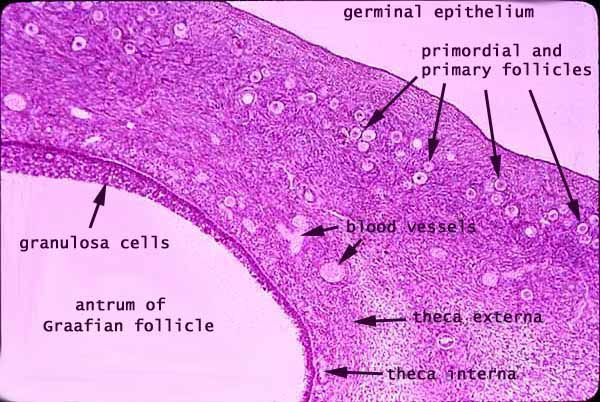 germinal epithelium
primordial and
primary follicles
blood vessels
granulosa cells
antrum of
Graafian follicle
theca externa
theca interna